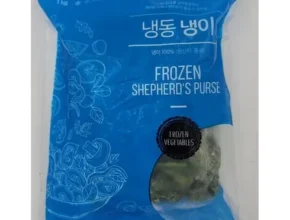 냉동 냉이
FROZEN
SHEPHERD'S PURSE
FROZEN
VEGETABLES